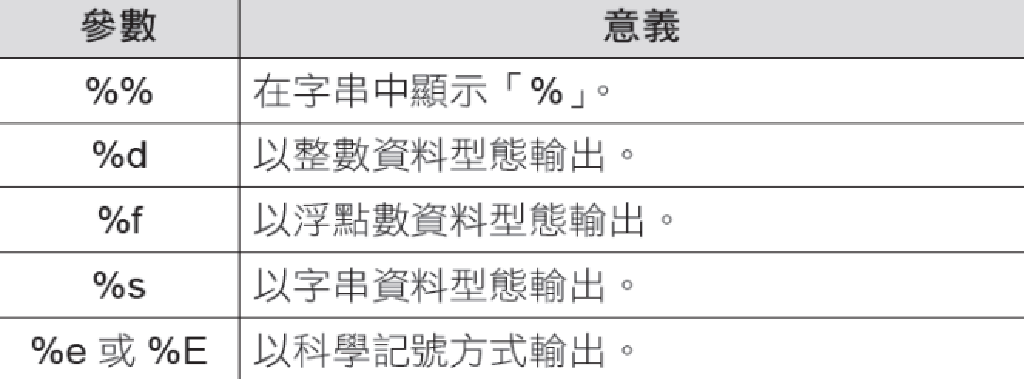 參數 意義
%% 在字串中顯示「%」。
%d 以整數資料型態輸出。
%f 以浮點數資料型態輸出。
%s 以字串資料型態輸出。
%e 或 %E 以科學記號方式輸出。